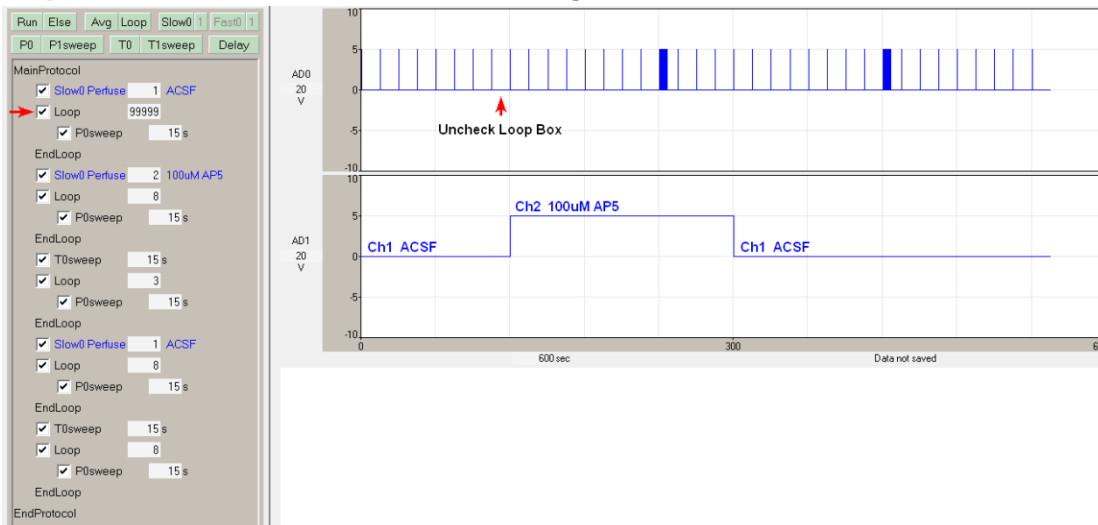 Run Else Avg Loop Slow0 1 Fast0 1
P0 P1sweep T0 T1sweep Delay
MainProtocol
Slow0 Perfuse 1 ACSF
Loop 99999
P0sweep 15 s
EndLoop
Slow0 Perfuse 2 100uM AP5
Loop 8
P0sweep 15 s
EndLoop
T0sweep 15 s
Loop 3
P0sweep 15 s
EndLoop
Slow0 Perfuse 1 ACSF
Loop 8
P0sweep 15 s
EndLoop
T0sweep 15 s
Loop 8
P0sweep 15 s
EndLoop
EndProtocol
AD0
20
V
10
5
0
-5
-10
Uncheck Loop Box
AD1
20
V
10
5
0
-5
-10
Ch1 ACSF
Ch2 100uM AP5
Ch1 ACSF
0 300 6
600 sec Data not saved